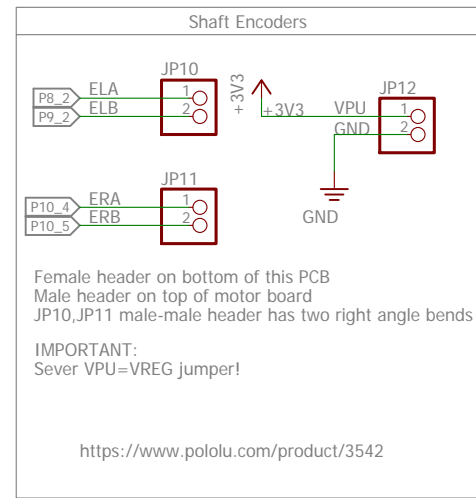 Shaft Encoders
JP10
P8_2 ELA 1
P9_2 ELB 2
+3V3
+3V3
JP12
VPU 1
GND 2
GND
JP11
P10_4 ERA 1
P10_5 ERB 2
Female header on bottom of this PCB
Male header on top of motor board
JP10,JP11 male-male header has two right angle bends
IMPORTANT:
Sever VPU=VREG jumper!
https://www.pololu.com/product/3542